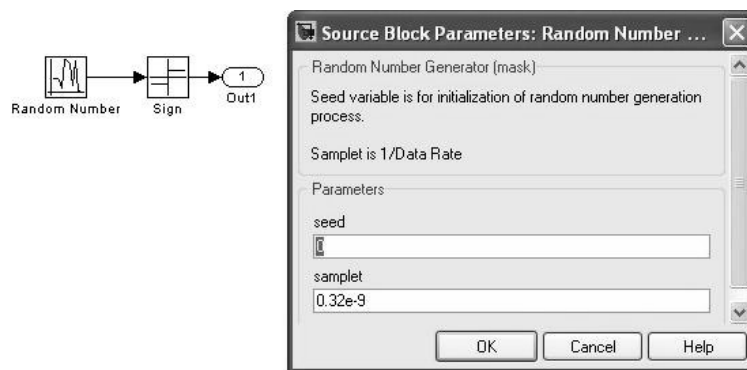 Random Number
Sign
1
Out1
Source Block Parameters: Random Number ...
Random Number Generator (mask)
Seed variable is for initialization of random number generation
process.
Samplet is 1/Data Rate
Parameters
seed
0
samplet
0.32e-9
OK
Cancel
Help